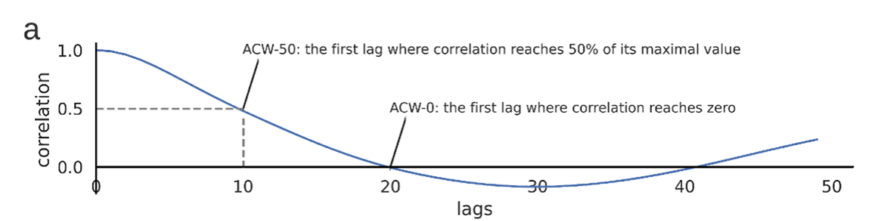 a
1.0
ACW-50: the first lag where correlation reaches 50% of its maximal value
correlation
0.5
ACW-0: the first lag where correlation reaches zero
0.0
0 10 20 30 40 50
lags